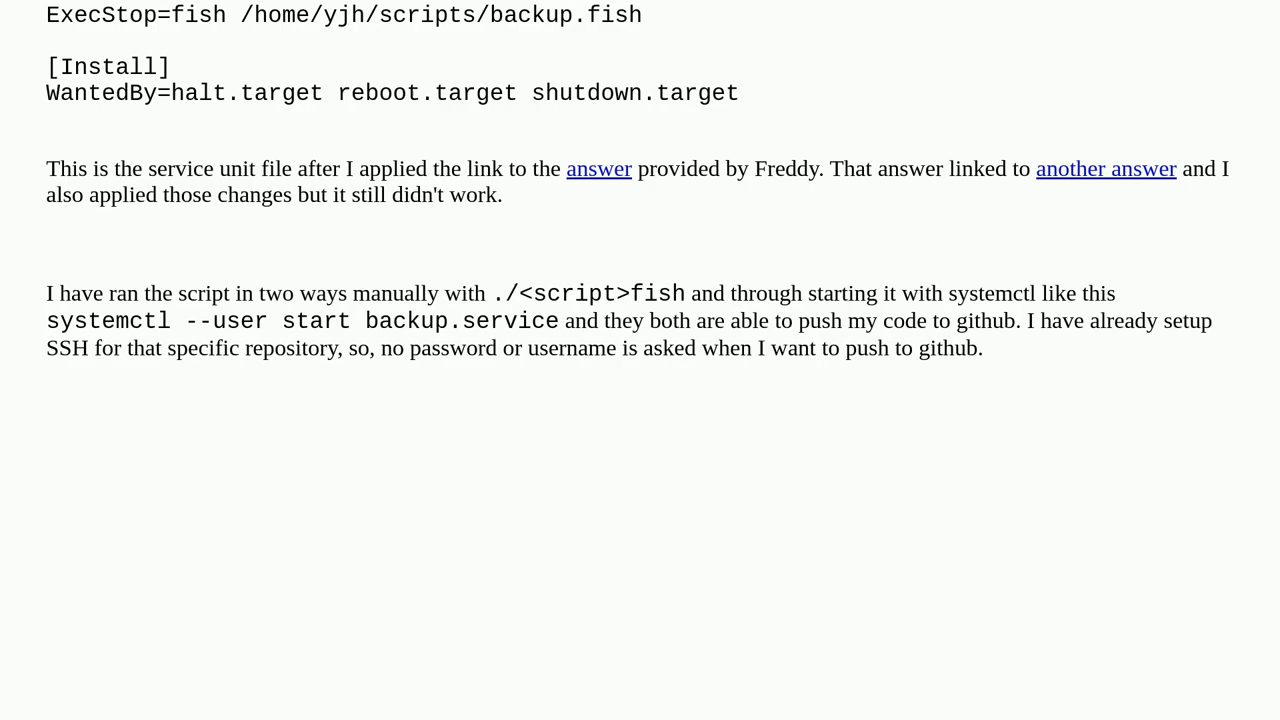 ExecStop=fish /home/yjh/scripts/backup.fish
[Install]
WantedBy=halt.target reboot.target shutdown.target
This is the service unit file after I applied the link to the answer provided by Freddy. That answer linked to another answer and I
also applied those changes but it still didn't work.
I have ran the script in two ways manually with ./<script>fish and through starting it with systemctl like this
systemctl --user start backup.service and they both are able to push my code to github. I have already setup
SSH for that specific repository, so, no password or username is asked when I want to push to github.